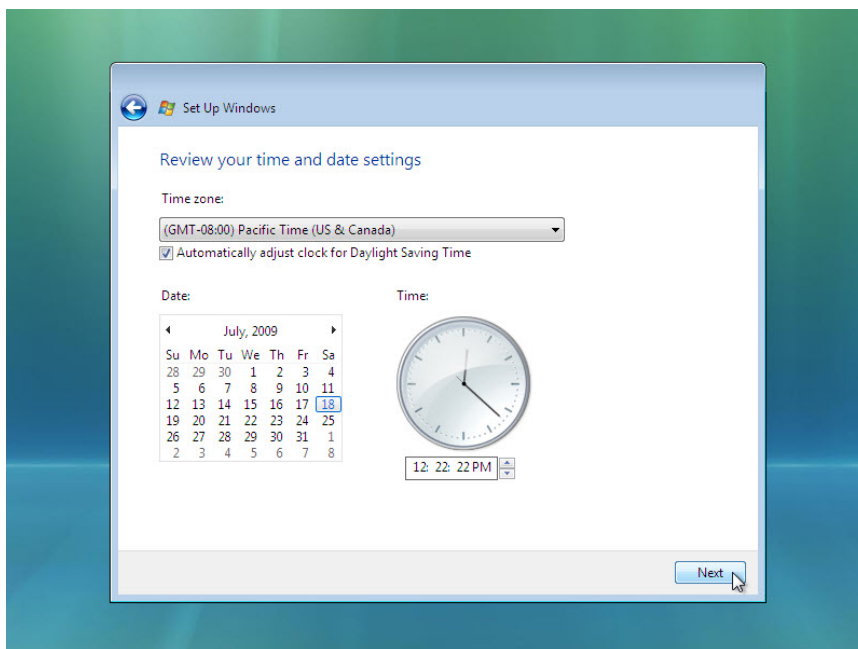 Set Up Windows
Review your time and date settings
Time zone:
(GMT-08:00) Pacific Time (US & Canada)
Automatically adjust clock for Daylight Saving Time
Date:
Time:
July, 2009
Su Mo Tu We Th Fr Sa
28 29 30 1 2 3 4
5 6 7 8 9 10 11
12 13 14 15 16 17 18
19 20 21 22 23 24 25
26 27 28 29 30 31 1
2 3 4 5 6 7 8
12: 22: 22 PM
Next